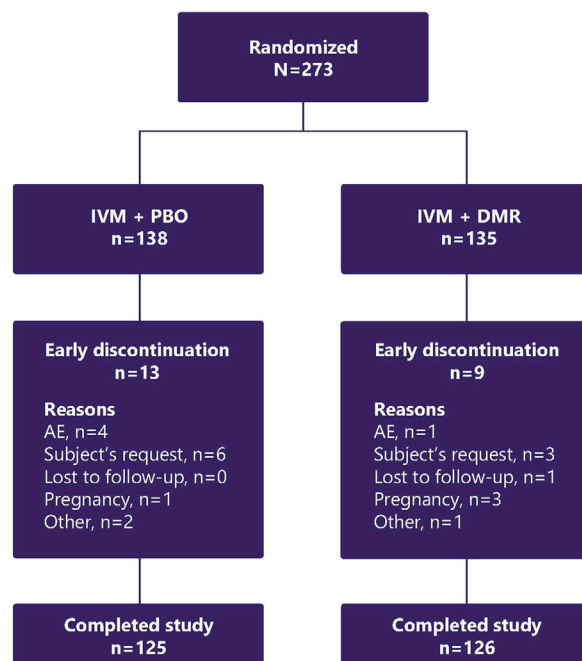 Randomized
N=273
IVM + PBO
n=138
IVM + DMR
n=135
Early discontinuation
n=13
Reasons
AE, n=4
Subject’s request, n=6
Lost to follow-up, n=0
Pregnancy, n=1
Other, n=2
Early discontinuation
n=9
Reasons
AE, n=1
Subject’s request, n=3
Lost to follow-up, n=1
Pregnancy, n=3
Other, n=1
Completed study
n=125
Completed study
n=126